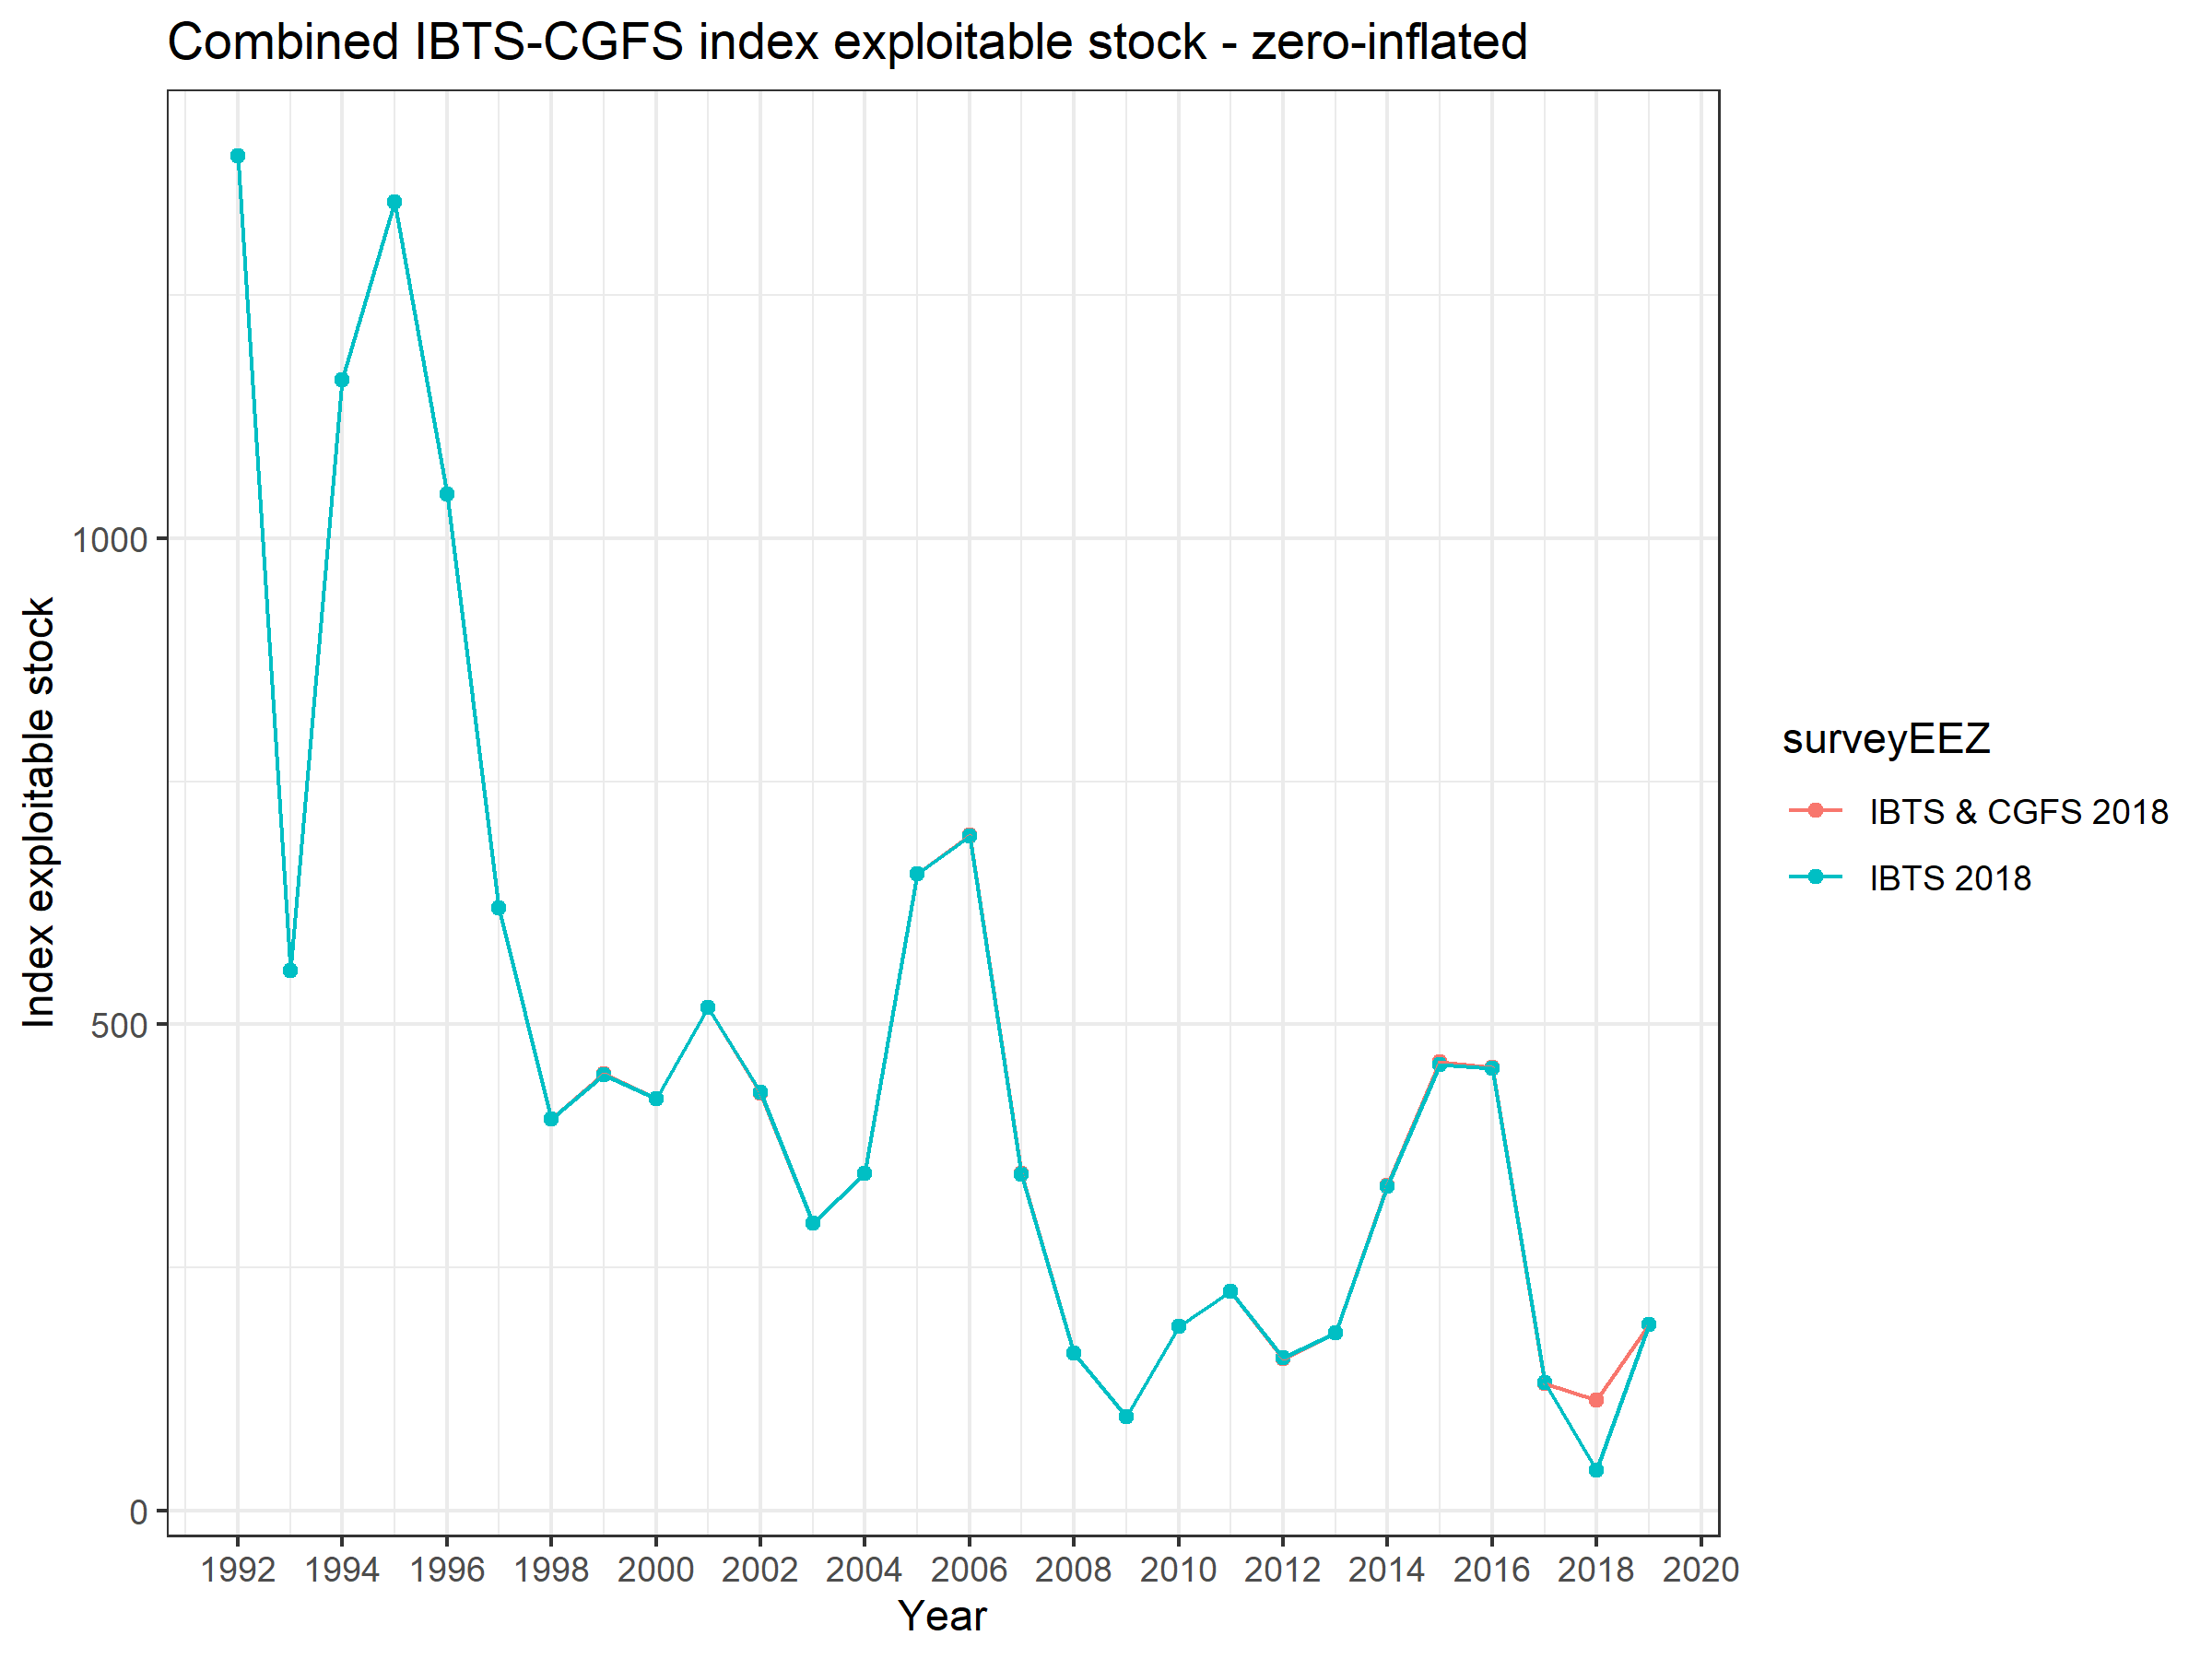 Combined IBTS-CGFS index exploitable stock - zero-inflated
Index exploitable stock
1000
500
0
1992 1994 1996 1998 2000 2002 2004 2006 2008 2010 2012 2014 2016 2018 2020
Year
surveyEEZ
IBTS & CGFS 2018
IBTS 2018